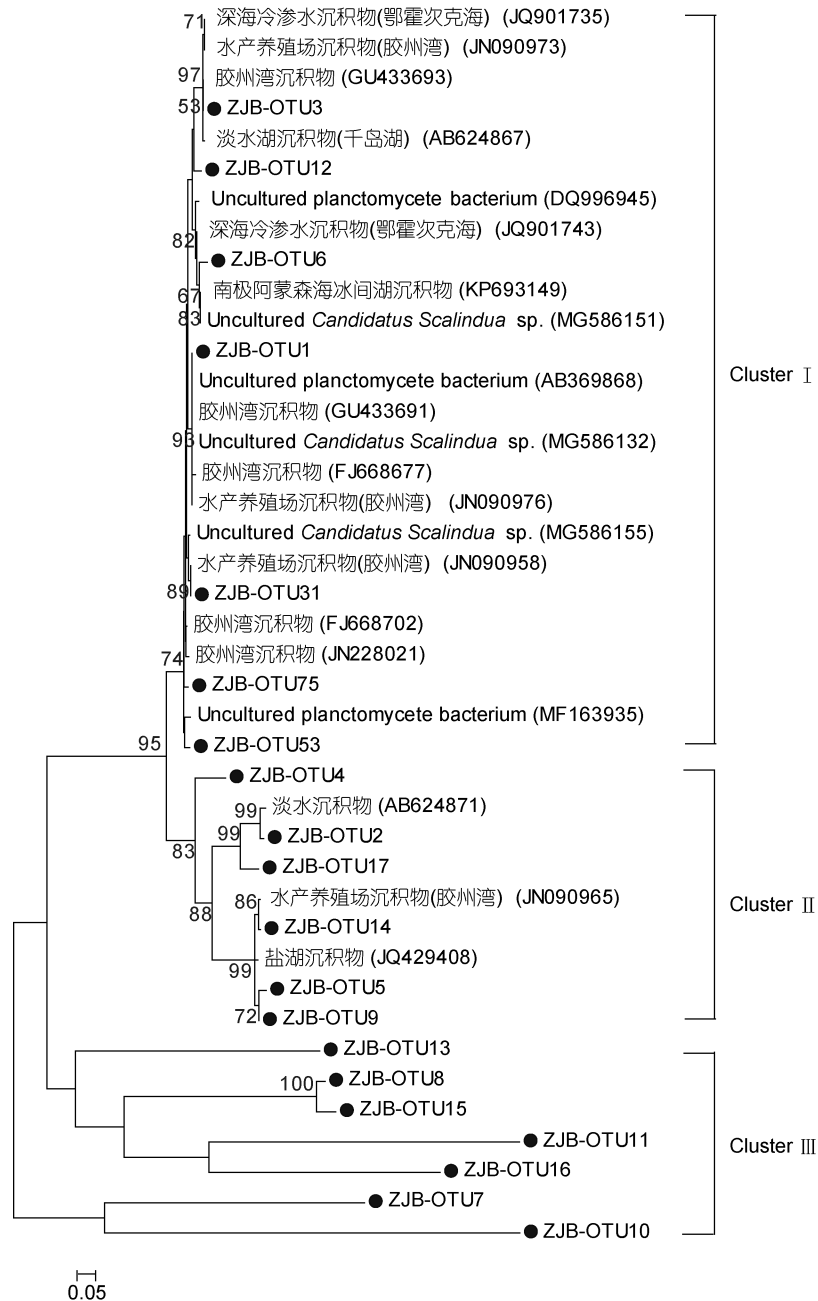 71
深海冷渗水沉积物(鄂霍次克海) (JQ901735)
水产养殖场沉积物(胶州湾) (JN090973)
97
胶州湾沉积物 (GU433693)
53
ZJB-OTU3
淡水湖沉积物(千岛湖) (AB624867)
ZJB-OTU12
Uncultured planctomycete bacterium (DQ996945)
深海冷渗水沉积物(鄂霍次克海) (JQ901743)
82
ZJB-OTU6
南极阿蒙森海冰间湖沉积物 (KP693149)
67
83
Uncultured Candidatus Scalindua sp. (MG586151)
ZJB-OTU1
Cluster Ⅰ
Uncultured planctomycete bacterium (AB369868)
胶州湾沉积物 (GU433691)
93
Uncultured Candidatus Scalindua sp. (MG586132)
胶州湾沉积物 (FJ668677)
水产养殖场沉积物(胶州湾) (JN090976)
Uncultured Candidatus Scalindua sp. (MG586155)
水产养殖场沉积物(胶州湾) (JN090958)
89
ZJB-OTU31
胶州湾沉积物 (FJ668702)
74
胶州湾沉积物 (JN228021)
ZJB-OTU75
Uncultured planctomycete bacterium (MF163935)
95
ZJB-OTU53
ZJB-OTU4
99
淡水沉积物 (AB624871)
99
ZJB-OTU2
83
ZJB-OTU17
86
水产养殖场沉积物(胶州湾) (JN090965)
Cluster Ⅱ
88
ZJB-OTU14
盐湖沉积物 (JQ429408)
99
ZJB-OTU5
72
ZJB-OTU9
ZJB-OTU13
100
ZJB-OTU8
ZJB-OTU15
ZJB-OTU11
Cluster Ⅲ
ZJB-OTU16
ZJB-OTU7
ZJB-OTU10
0.05